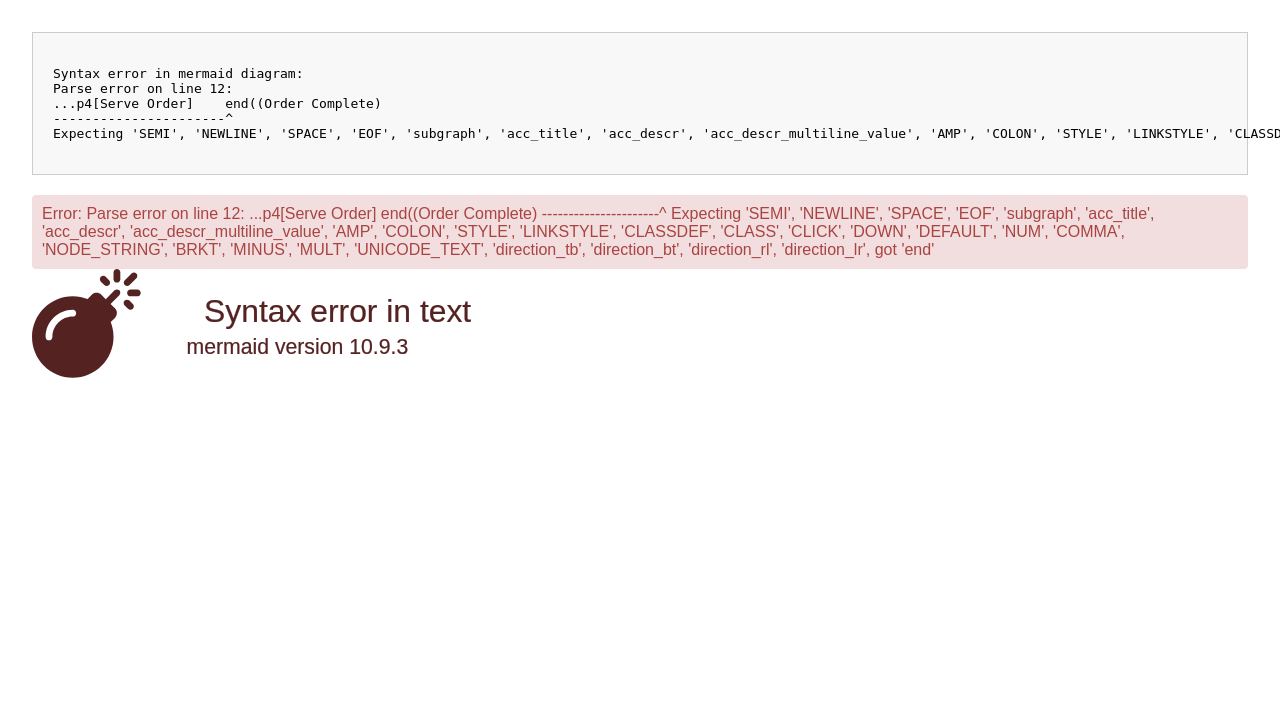 Syntax error in mermaid diagram:
Parse error on line 12:
...p4[Serve Order]    end((Order Complete)
----------------------^
Expecting 'SEMI', 'NEWLINE', 'SPACE', 'EOF', 'subgraph', 'acc_title', 'acc_descr', 'acc_descr_multiline_value', 'AMP', 'COLON', 'STYLE', 'LINKSTYLE', 'CLASSD
Error: Parse error on line 12: ...p4[Serve Order] end((Order Complete) ----------------------^ Expecting 'SEMI', 'NEWLINE', 'SPACE', 'EOF', 'subgraph', 'acc_title',
'acc_descr', 'acc_descr_multiline_value', 'AMP', 'COLON', 'STYLE', 'LINKSTYLE', 'CLASSDEF', 'CLASS', 'CLICK', 'DOWN', 'DEFAULT', 'NUM', 'COMMA',
'NODE_STRING', 'BRKT', 'MINUS', 'MULT', 'UNICODE_TEXT', 'direction_tb', 'direction_bt', 'direction_rl', 'direction_lr', got 'end'
Syntax error in text
mermaid version 10.9.3